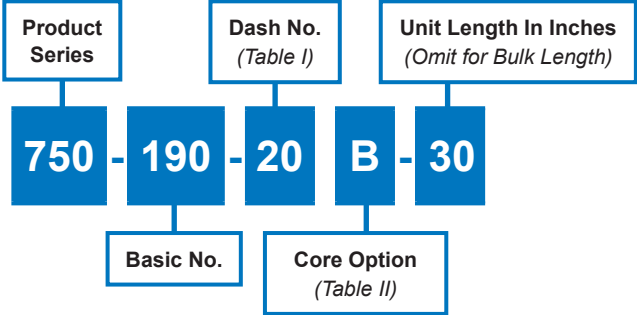 Product
Series
Dash No.
(Table I)
Unit Length In Inches
(Omit for Bulk Length)
750 - 190 - 20 B - 30
Basic No.
Core Option
(Table II)